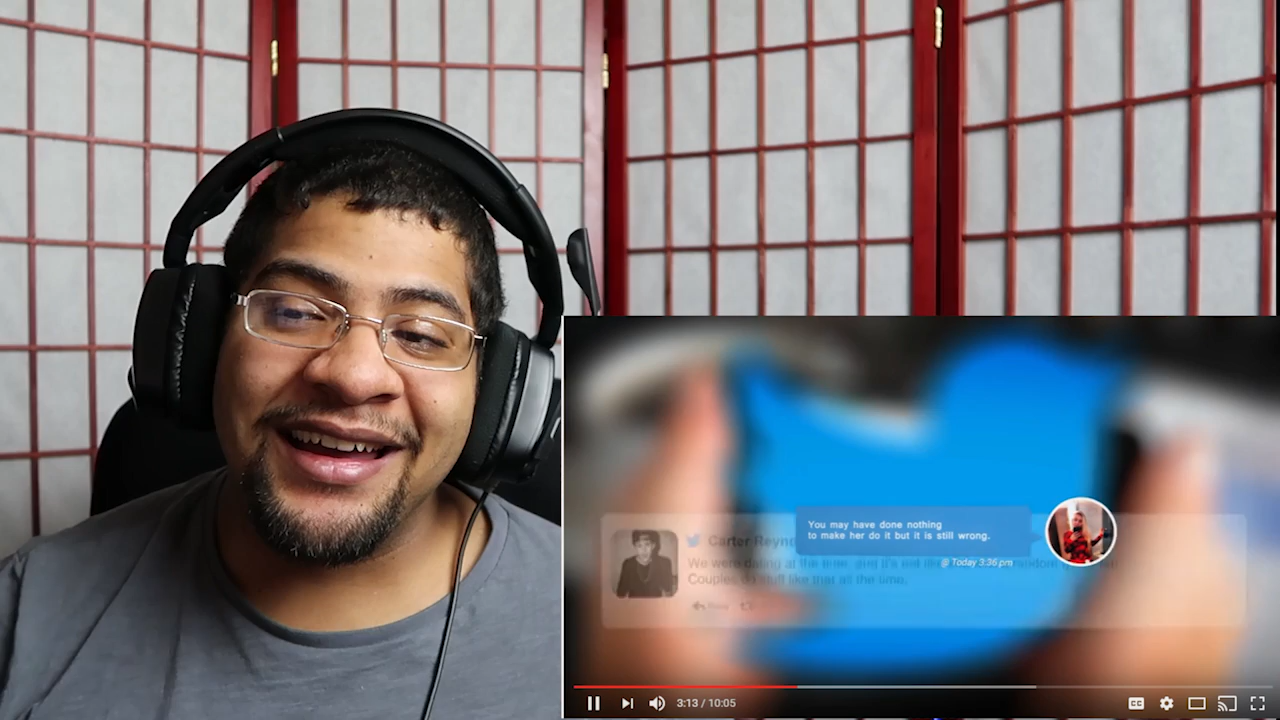 You may have done nothing
to make her do it but it is still wrong.
@ Today 3:36 pm
Carter Reyno
We were dating at the time, and it's not
Couples do stuff like that all the time.
3:13 / 10:05
CC